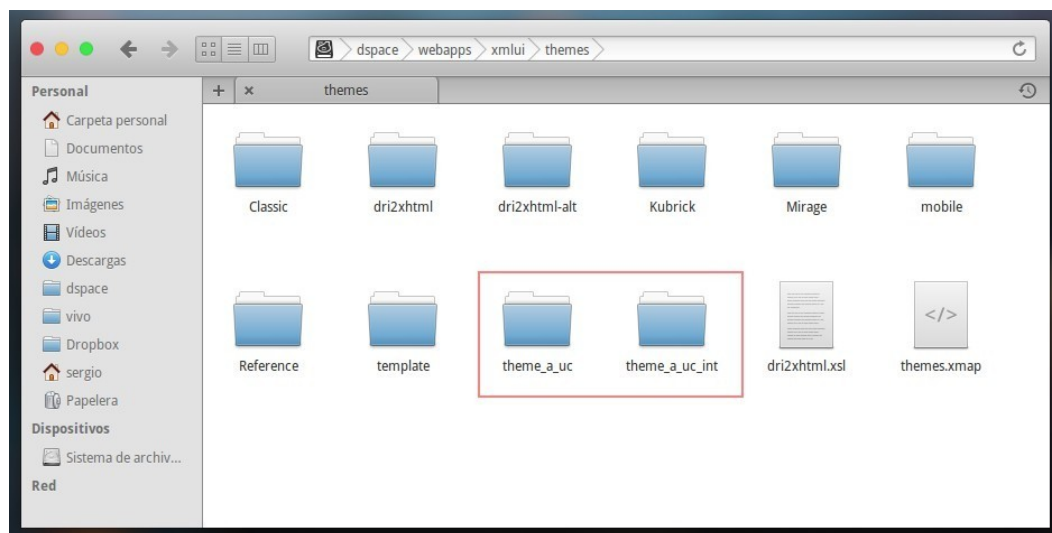 dspace webapps xmlui themes
Personal
themes
Carpeta personal
Documentos
Música
Imágenes
Vídeos
Descargas
dspace
vivo
Dropbox
sergio
Papelera
Dispositivos
Sistema de archiv...
Red
Classic dri2xhtml dri2xhtml-alt Kubrick Mirage mobile
</>
Reference template theme_a_uc theme_a_uc_int dri2xhtml.xsl themes.xmap